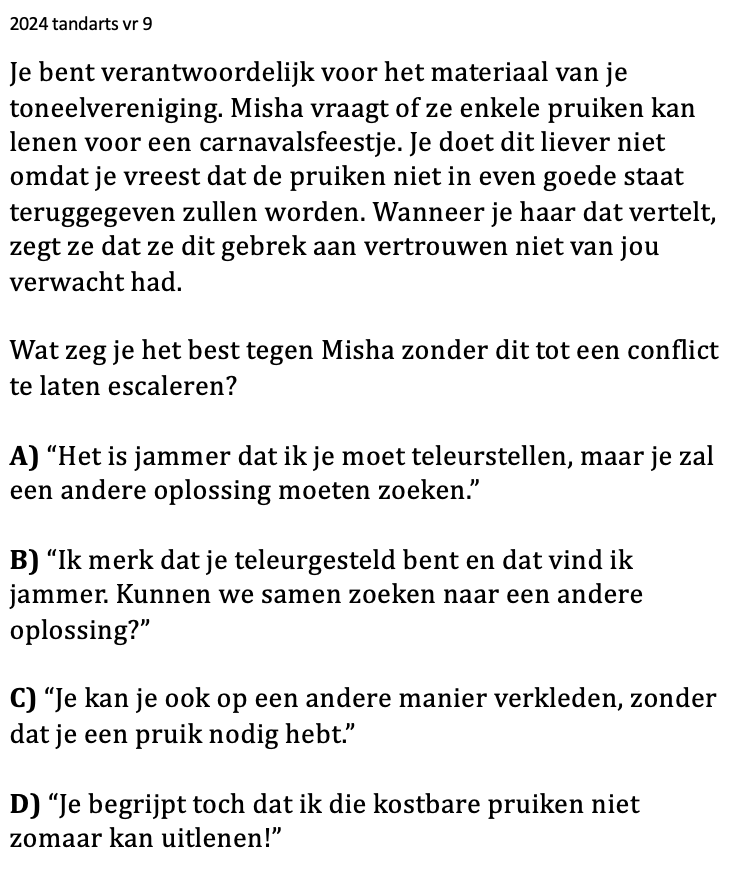 2024 tandarts vr 9
Je bent verantwoordelijk voor het materiaal van je
toneelvereniging. Misha vraagt of ze enkele pruiken kan
lenen voor een carnavalsfeestje. Je doet dit liever niet
omdat je vreest dat de pruiken niet in even goede staat
teruggegeven zullen worden. Wanneer je haar dat vertelt,
zegt ze dat ze dit gebrek aan vertrouwen niet van jou
verwacht had.
Wat zeg je het best tegen Misha zonder dit tot een conflict
te laten escaleren?
A) “Het is jammer dat ik je moet teleurstellen, maar je zal
een andere oplossing moeten zoeken.”
B) “Ik merk dat je teleurgesteld bent en dat vind ik
jammer. Kunnen we samen zoeken naar een andere
oplossing?”
C) “Je kan je ook op een andere manier verkleden, zonder
dat je een pruik nodig hebt.”
D) “Je begrijpt toch dat ik die kostbare pruiken niet
zomaar kan uitlenen!”